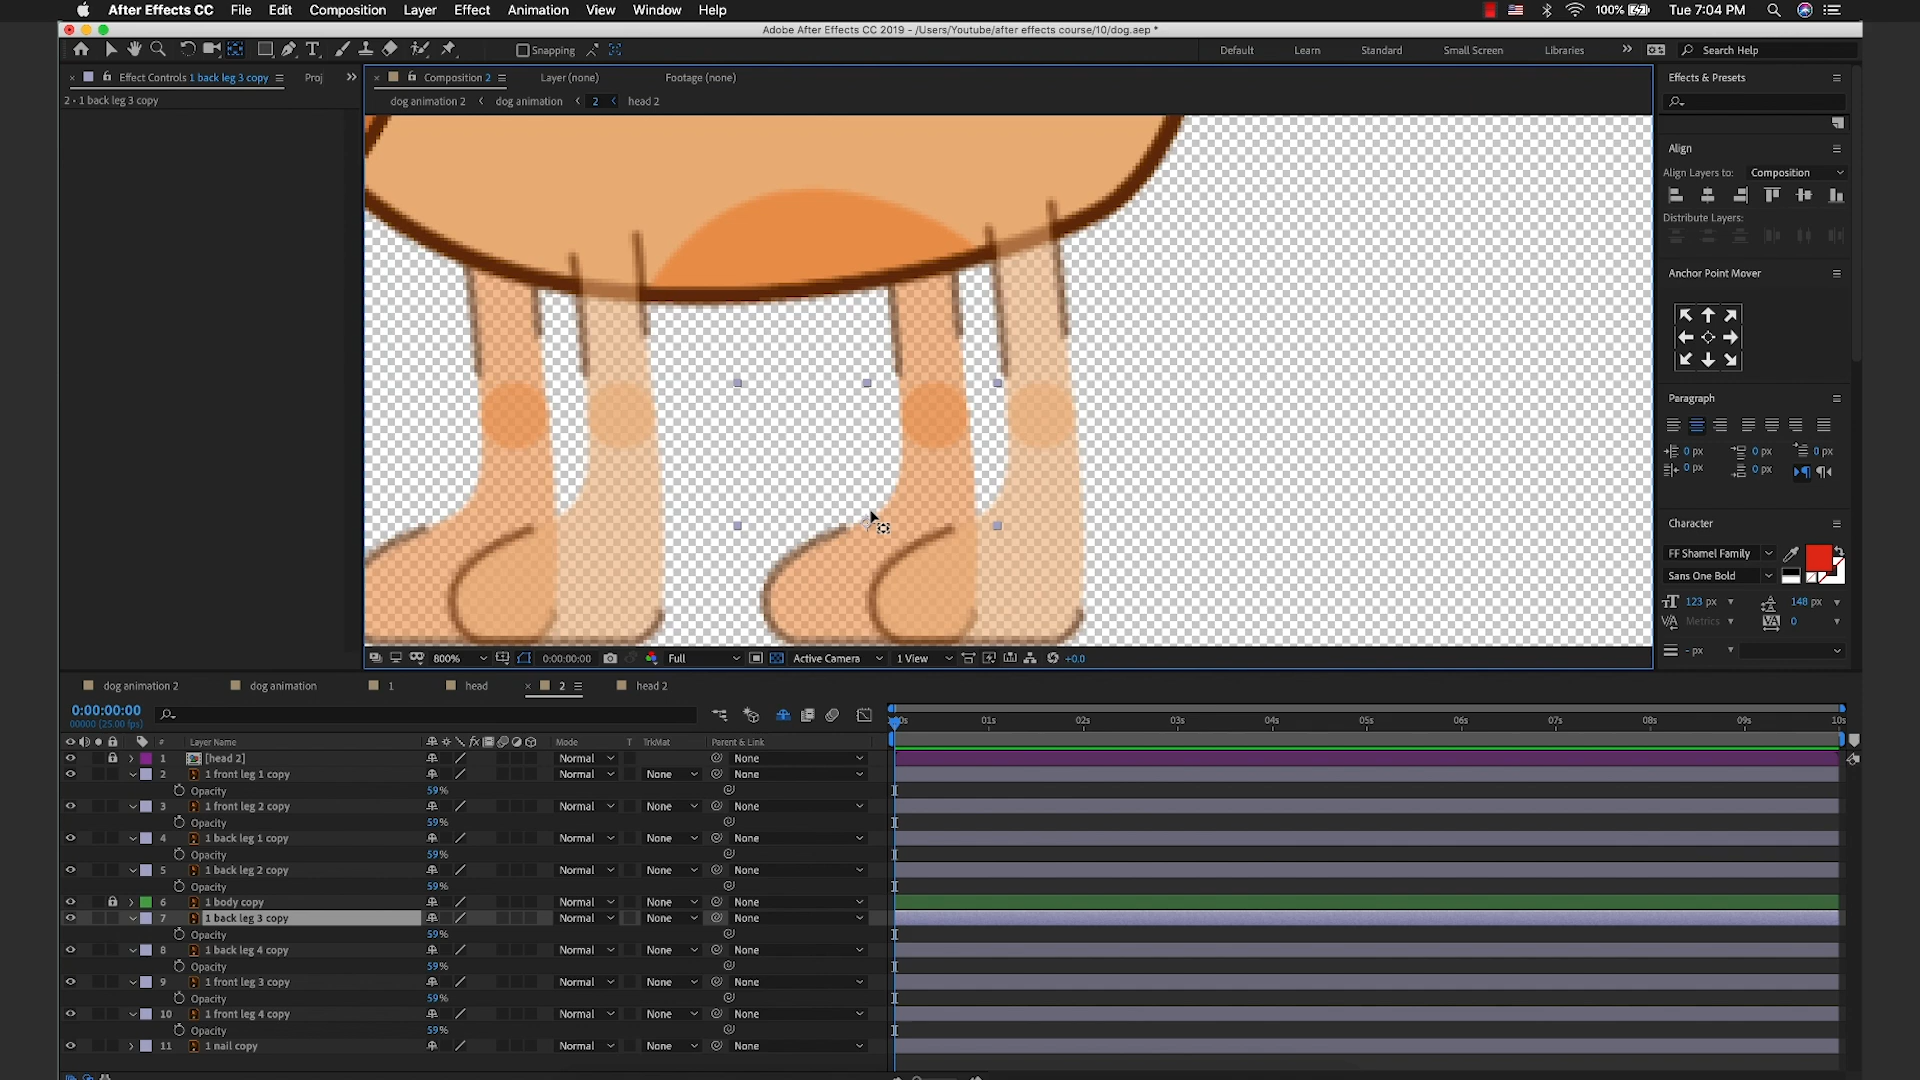 After Effects CC File Edit Composition Layer Effect Animation View Window Help 100% Tue 7:04 PM
Adobe After Effects CC 2019 - /Users/Youtube/after effects course/10/dog.aep *
Snapping Default Learn Standard Small Screen Libraries Search Help
Effect Controls 1 back leg 3 copy Proj Composition 2 Layer (none) Footage (none) Effects & Presets
2 • 1 back leg 3 copy dog animation 2 dog animation 2 head 2
Align
Align Layers to: Composition
Distribute Layers:
Anchor Point Mover
Paragraph
0 px 0 px 0 px
0 px 0 px
Character
FF Shamel Family
Sans One Bold
123 px 148 px
Metrics 0
- px
800% 0:00:00:00 Full Active Camera 1 View +0.0
dog animation 2 dog animation 1 head 2 head 2
0:00:00:00
00000 (25.00 fps)
01s 02s 03s 04s 05s 06s 07s 08s 09s 10s
# Layer Name Mode T TrkMat Parent & Link
1 [head 2] Normal None
2 1 front leg 1 copy Normal None None
Opacity 59%
3 1 front leg 2 copy Normal None None
Opacity 59%
4 1 back leg 1 copy Normal None None
Opacity 59%
5 1 back leg 2 copy Normal None None
Opacity 59%
6 1 body copy Normal None None
7 1 back leg 3 copy Normal None None
Opacity 59%
8 1 back leg 4 copy Normal None None
Opacity 59%
9 1 front leg 3 copy Normal None None
Opacity 59%
10 1 front leg 4 copy Normal None None
Opacity 59%
11 1 nail copy Normal None None